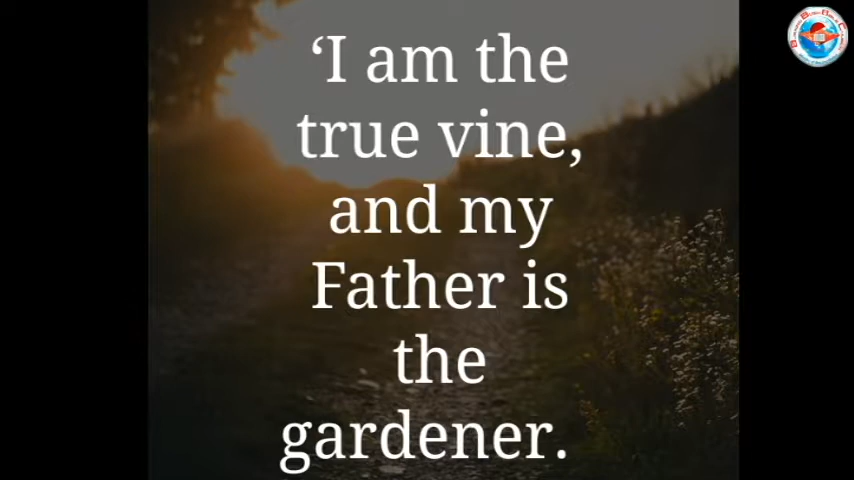 ‘I am the
true vine,
and my
Father is
the
gardener.